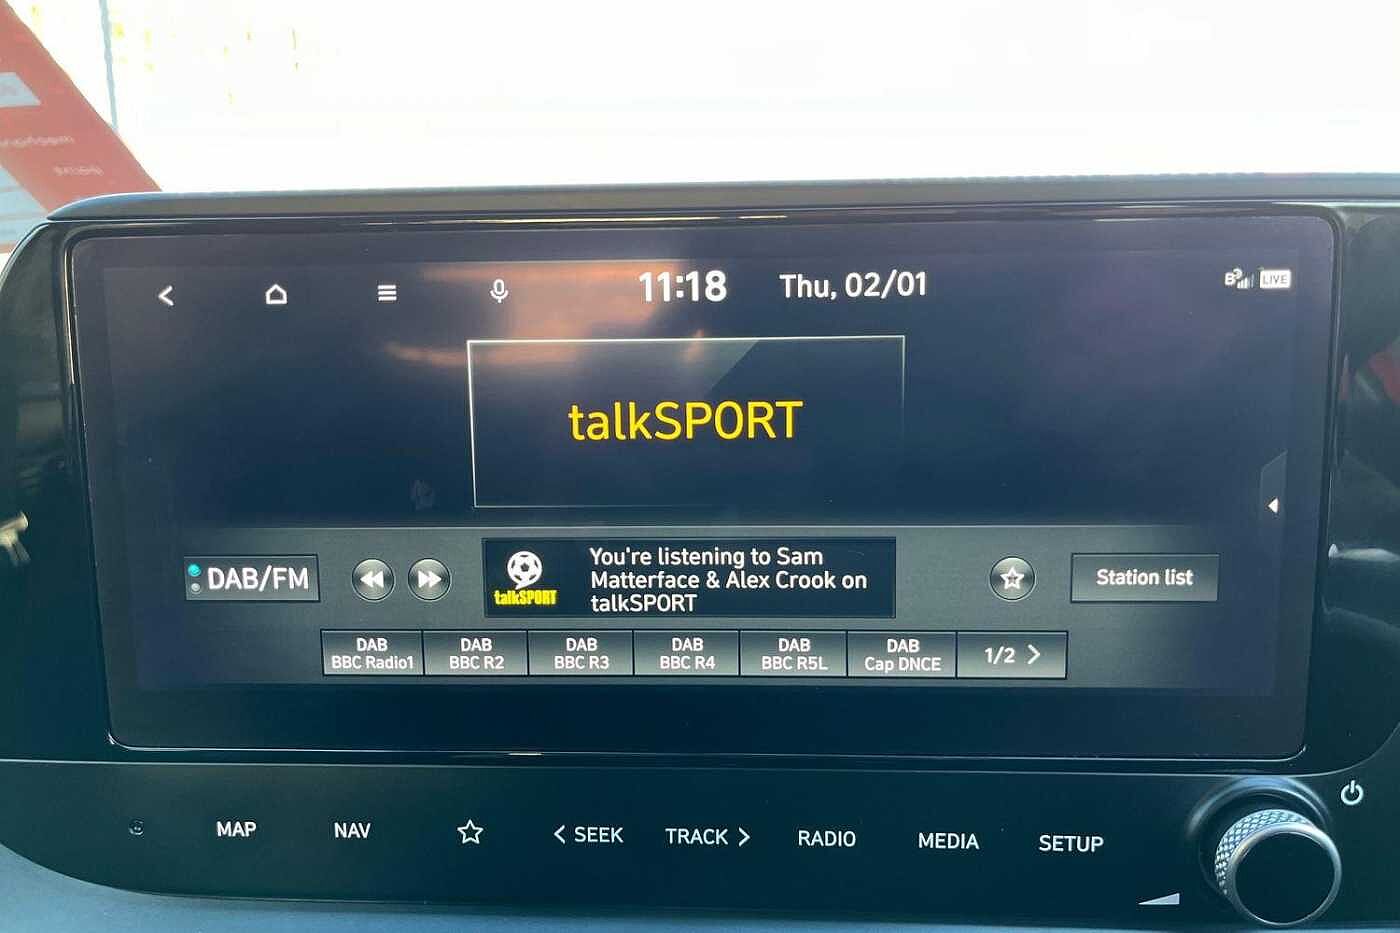 11:18
Thu, 02/01
LIVE
talkSPORT
DAB/FM
talkSPORT
You're listening to Sam
Matterface & Alex Crook on
talkSPORT
Station list
DAB
BBC Radio1
DAB
BBC R2
DAB
BBC R3
DAB
BBC R4
DAB
BBC R5L
DAB
Cap DNCE
1/2
MAP
NAV
SEEK
TRACK
RADIO
MEDIA
SETUP